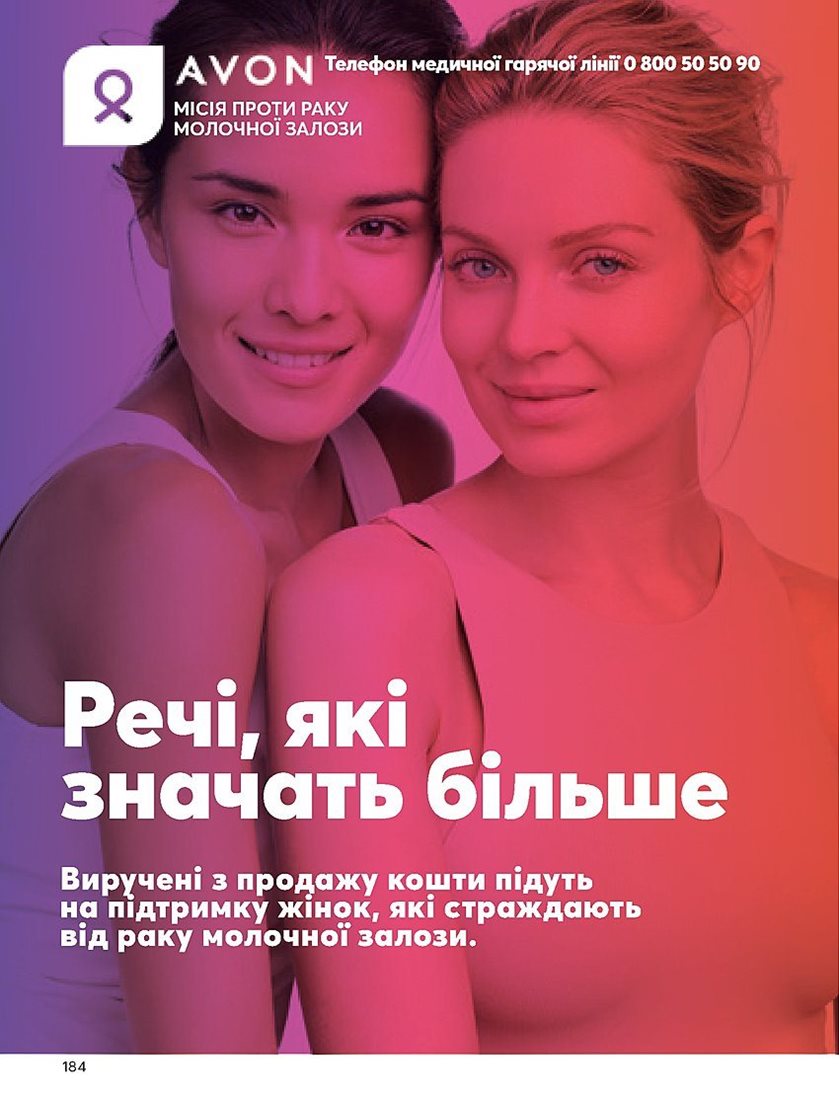 AVON
Телефон медичної гарячої лінії 0 800 50 50 90
МІСІЯ ПРОТИ РАКУ
МОЛОЧНОЇ ЗАЛОЗИ
Речі, які
значать більше
Виручені з продажу кошти підуть
на підтримку жінок, які страждають
від раку молочної залози.
184